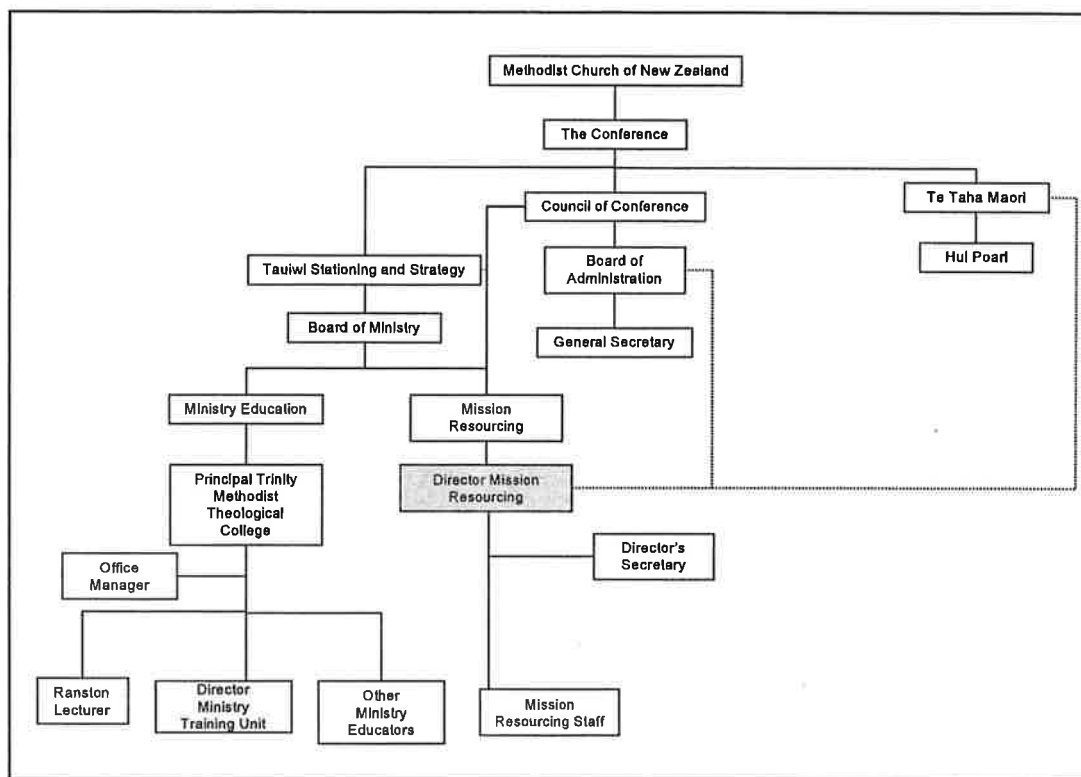 Methodist Church of New Zealand
The Conference
Council of Conference
Te Taha Maori
Tauiwi Stationing and Strategy
Board of
Administration
Hui Poari
Board of Ministry
General Secretary
Ministry Education
Mission
Resourcing
Principal Trinity
Methodist
Theological
College
Director Mission
Resourcing
Office
Manager
Director's
Secretary
Ranston
Lecturer
Director
Ministry
Training Unit
Other
Ministry
Educators
Mission
Resourcing Staff